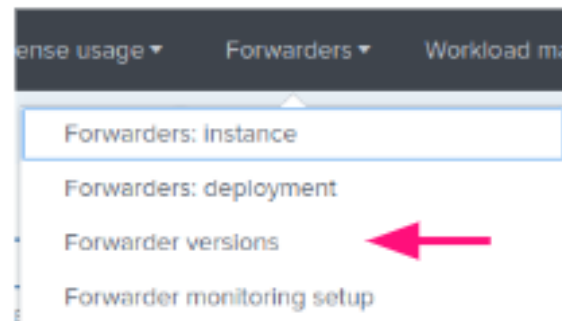 ense usage Forwarders Workload ma
Forwarders: instance
Forwarders: deployment
Forwarder versions
Forwarder monitoring setup